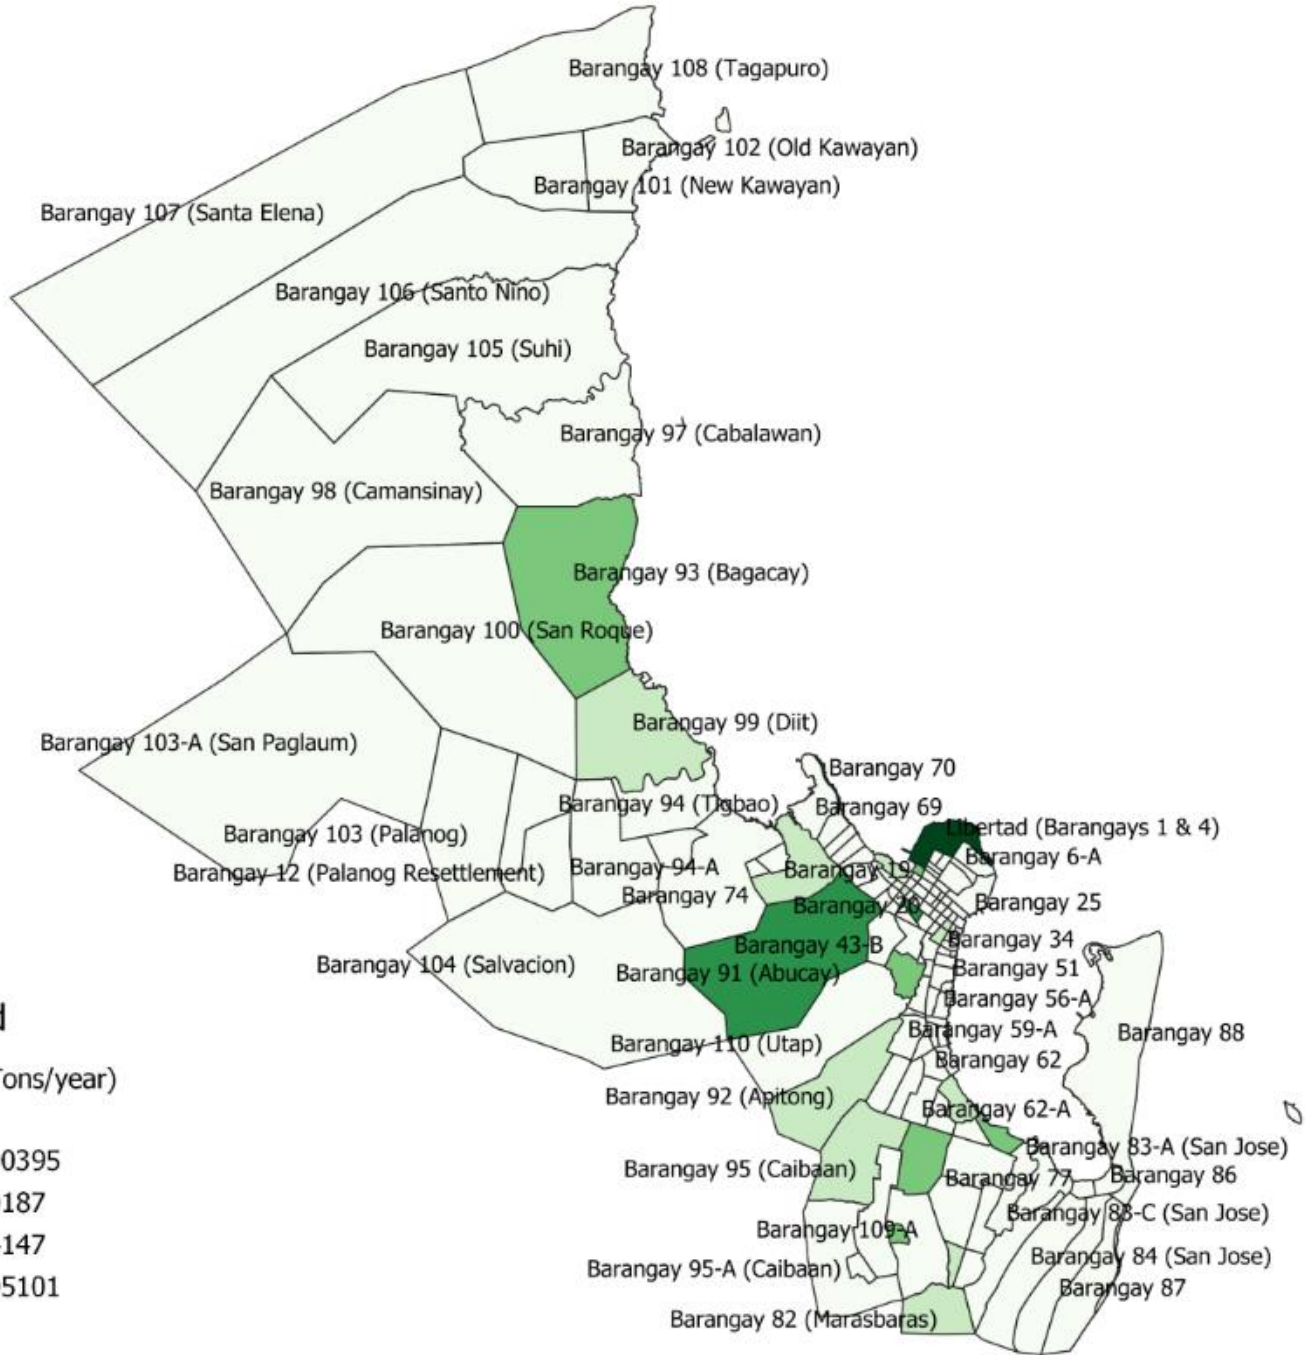 Barangay 108 (Tagapuro)
Barangay 102 (Old Kawayan)
Barangay 101 (New Kawayan)
Barangay 107 (Santa Elena)
Barangay 106 (Santo Nino)
Barangay 105 (Suhi)
Barangay 97 (Cabalawan)
Barangay 98 (Camansinay)
Barangay 93 (Bagacay)
Barangay 100 (San Roque)
Barangay 99 (Diit)
Barangay 103-A (San Paglaum)
Barangay 70
Barangay 94 (Tigbao)
Barangay 69
Libertad (Barangays 1 & 4)
Barangay 103 (Palanog)
Barangay 6-A
Barangay 12 (Palanog Resettlement)
Barangay 94-A
Barangay 19
Barangay 74
Barangay 25
Barangay 34
Barangay 43-B
Barangay 104 (Salvacion)
Barangay 91 (Abucay)
Barangay 51
Barangay 56-A
Barangay 59-A
Barangay 88
Barangay 110 (Utap)
Barangay 62
Barangay 92 (Apitong)
Barangay 62-A
Barangay 83-A (San Jose)
Barangay 95 (Caibaan)
Barangay 77
Barangay 86
Barangay 83-C (San Jose)
Barangay 109-A
Barangay 84 (San Jose)
Barangay 95-A (Caibaan)
Barangay 87
Barangay 82 (Marasbaras)
d
ons/year)
0395
187
147
5101